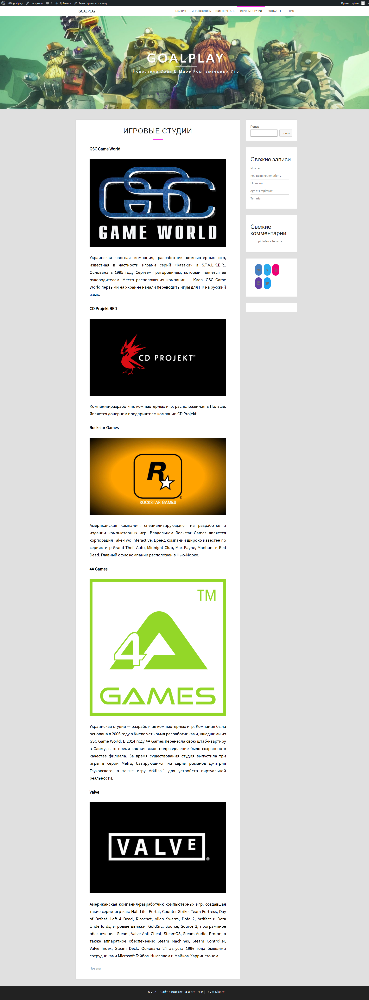 goalplay Настроить 0 Добавить Редактировать страницу Привет, piplofen
GOALPLAY ГЛАВНАЯ ИГРЫ В КОТОРЫЕ СТОИТ ПОИГРАТЬ ИГРОВЫЕ СТУДИИ КОНТАКТЫ О НАС
GOALPLAY
Новостной Сайт В Мире Компьютерных Игр
ИГРОВЫЕ СТУДИИ
GSC Game World
GSC
GAME WORLD
Украинская частная компания, разработчик компьютерных игр,
известная в частности играми серий «Казаки» и S.T.A.L.K.E.R..
Основана в 1995 году Сергеем Григоровичем, который является её
руководителем. Место расположения компании — Киев. GSC Game
World первыми на Украине начали переводить игры для ПК на русский
язык.
CD Projekt RED
CD PROJEKT®
Компания-разработчик компьютерных игр, расположенная в Польше.
Является дочерним предприятием компании CD Projekt.
Rockstar Games
R
®
ROCKSTAR GAMES
Американская компания, специализирующаяся на разработке и
издании компьютерных игр. Владельцем Rockstar Games является
корпорация Take-Two Interactive. Бренд компании широко известен по
сериям игр Grand Theft Auto, Midnight Club, Max Payne, Manhunt и Red
Dead. Главный офис компании расположен в Нью-Йорке.
4A Games
TM
4A
GAMES
Украинская студия — разработчик компьютерных игр. Компания была
основана в 2006 году в Киеве четырьмя разработчиками, ушедшими из
GSC Game World. В 2014 году 4A Games перенесла свою штаб-квартиру
в Слиму, в то время как киевское подразделение было сохранено в
качестве филиала. За время существования студия выпустила три
игры в серии Metro, базирующихся на серии романов Дмитрия
Глуховского, а также игру Arktika.1 для устройств виртуальной
реальности.
Valve
VALVE®
Американская компания-разработчик компьютерных игр, создавшая
такие серии игр как: Half-Life, Portal, Counter-Strike, Team Fortress, Day
of Defeat, Left 4 Dead, Ricochet, Alien Swarm, Dota 2, Artifact и Dota
Underlords; игровые движки: GoldSrc, Source, Source 2; программное
обеспечение: Steam, Valve Anti-Cheat, SteamOS, Steam Audio, Proton; а
также аппаратное обеспечение: Steam Machines, Steam Controller,
Valve Index, Steam Deck. Основана 24 августа 1996 года бывшими
сотрудниками Microsoft Гейбом Ньюэллом и Майком Харрингтоном.
Правка
Поиск
Поиск
Свежие записи
Minecaft
Red Dead Redemption 2
Elden Rin
Age of Empires IV
Terraria
Свежие
комментарии
piplofen к Terraria
© 2021 | Сайт работает на WordPress | Тема: Nisarg